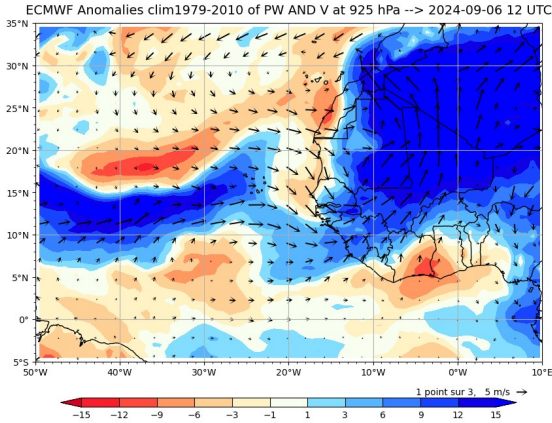 ECMWF Anomalies clim1979-2010 of PW AND V at 925 hPa --> 2024-09-06 12 UTC
35°N
30°N
25°N
20°N
15°N
10°N
5°N
0°
5°S
50°W 40°W 30°W 20°W 10°W 0°W 10°E
1 point sur 3, 5 m/s
−15 −12 −9 −6 −3 −1 1 3 6 9 12 15